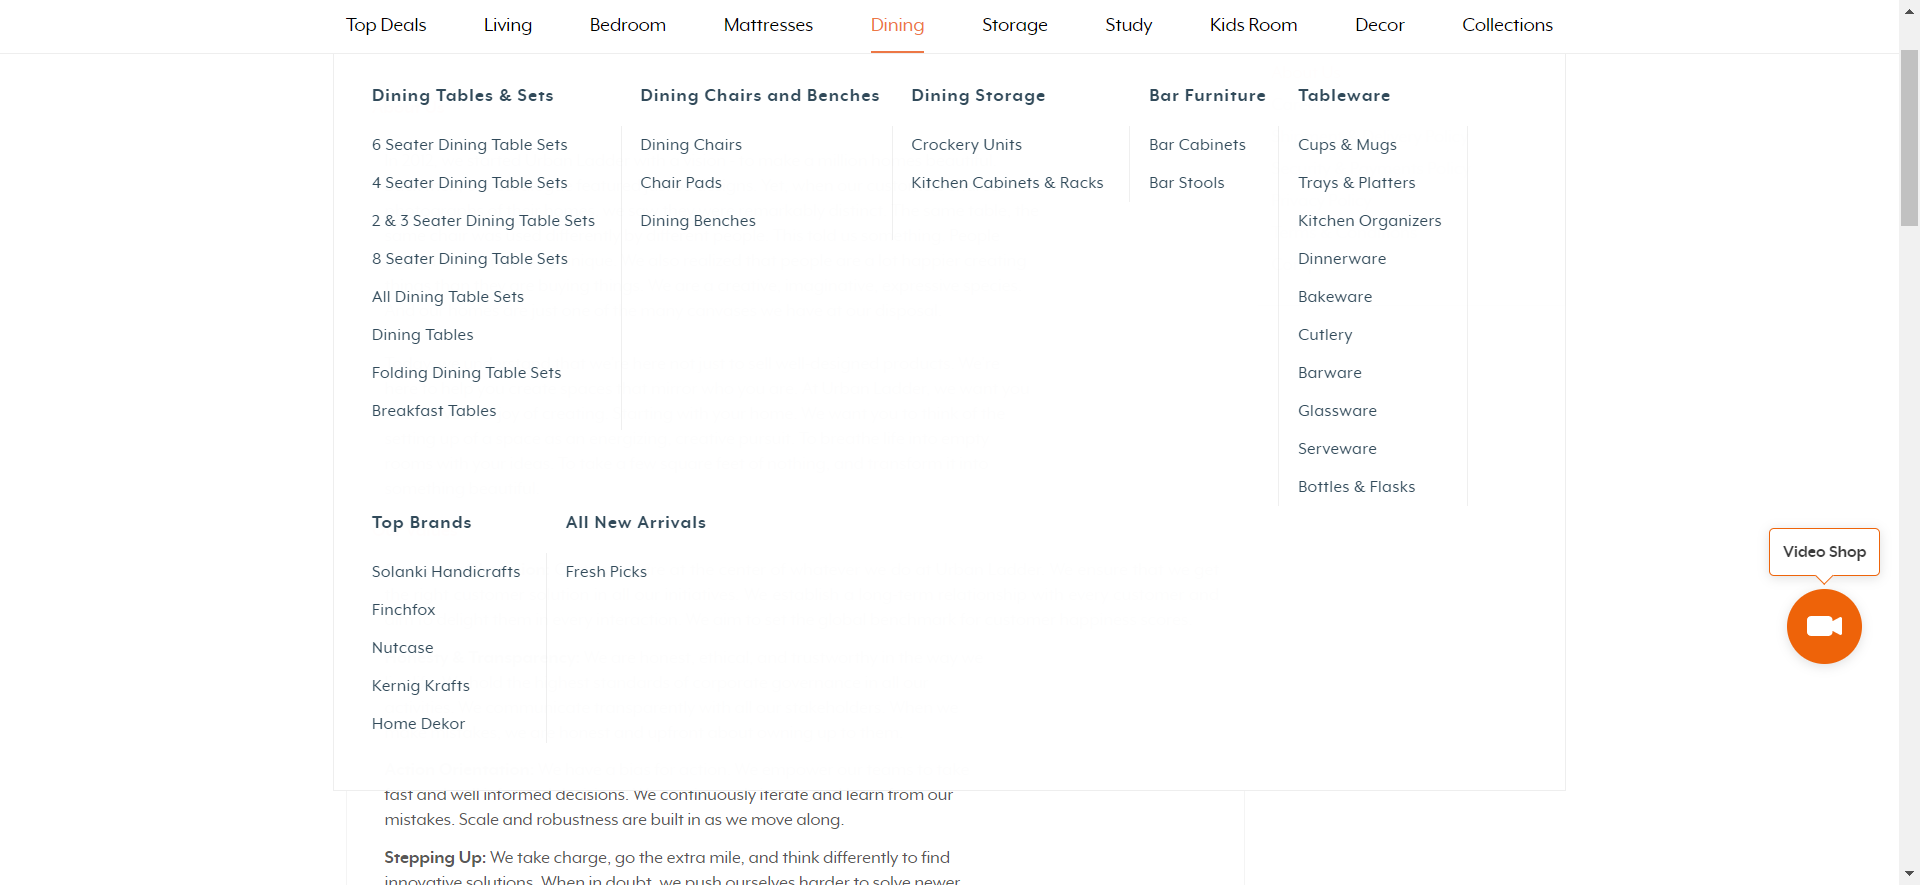 Top Deals Living Bedroom Mattresses Dining Storage Study Kids Room Decor Collections
Dining Tables & Sets
6 Seater Dining Table Sets
4 Seater Dining Table Sets
2 & 3 Seater Dining Table Sets
8 Seater Dining Table Sets
All Dining Table Sets
Dining Tables
Folding Dining Table Sets
Breakfast Tables
Dining Chairs and Benches
Dining Chairs
Chair Pads
Dining Benches
Dining Storage
Crockery Units
Kitchen Cabinets & Racks
Bar Furniture
Bar Cabinets
Bar Stools
Tableware
Cups & Mugs
Trays & Platters
Kitchen Organizers
Dinnerware
Bakeware
Cutlery
Barware
Glassware
Serveware
Bottles & Flasks
Top Brands
Solanki Handicrafts
Finchfox
Nutcase
Kernig Krafts
Home Dekor
All New Arrivals
Fresh Picks
Video Shop
fast and well informed decisions. We continuously iterate and learn from our
mistakes. Scale and robustness are built in as we move along.
Stepping Up: We take charge, go the extra mile, and think differently to find
innovative solutions. When in doubt, we push ourselves harder to solve newer